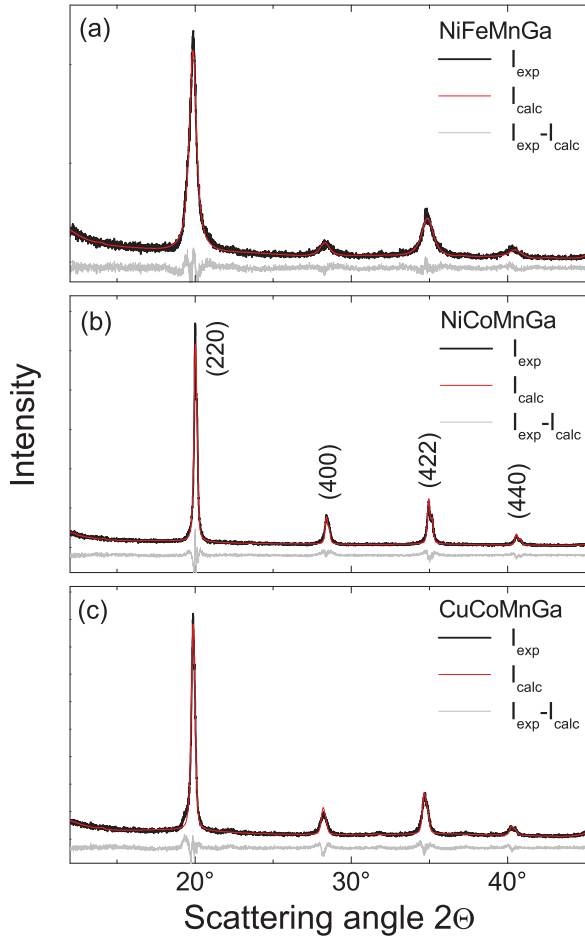 (a)
NiFeMnGa
I_exp
I_calc
I_exp-I_calc
(b)
NiCoMnGa
I_exp
I_calc
I_exp-I_calc
(220)
(400)
(422)
(440)
Intensity
(c)
CuCoMnGa
I_exp
I_calc
I_exp-I_calc
20° 30° 40°
Scattering angle 2Θ